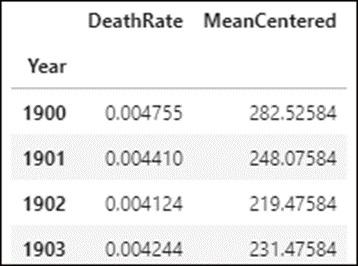 DeathRate MeanCentered
Year
1900 0.004755 282.52584
1901 0.004410 248.07584
1902 0.004124 219.47584
1903 0.004244 231.47584